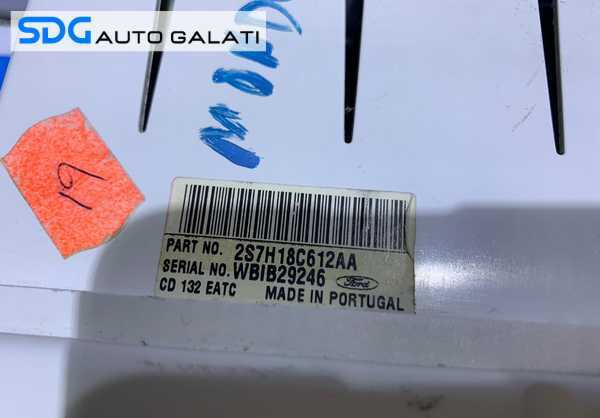 SDG AUTO GALATI
MONDEO
19
PART NO. 2S7H18C612AA
SERIAL NO. WBIB29246 Ford
CD 132 EATC MADE IN PORTUGAL